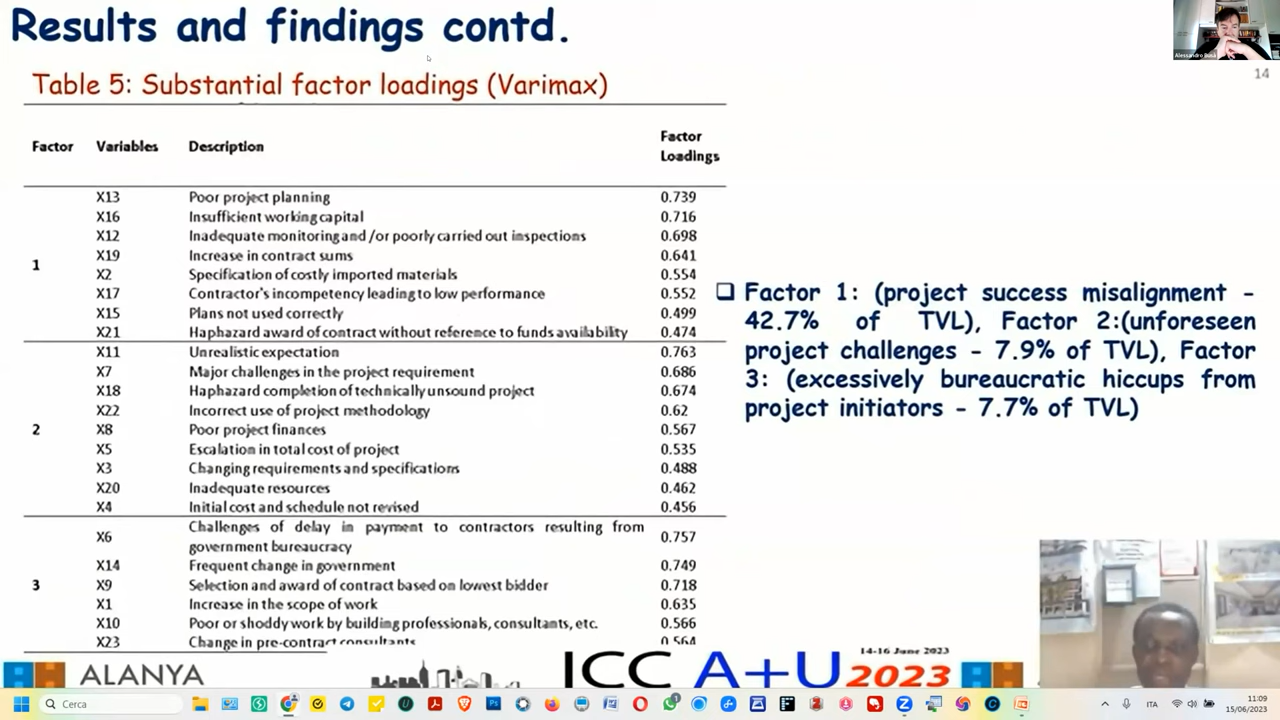 Results and findings contd.
Alessandro Busà
14
Table 5: Substantial factor loadings (Varimax)
Factor Variables Description Factor Loadings
X13 Poor project planning 0.739
X16 Insufficient working capital 0.716
X12 Inadequate monitoring and /or poorly carried out inspections 0.698
X19 Increase in contract sums 0.641
1
X2 Specification of costly imported materials 0.554
X17 Contractor's incompetency leading to low performance 0.552
X15 Plans not used correctly 0.499
X21 Haphazard award of contract without reference to funds availability 0.474
X11 Unrealistic expectation 0.763
X7 Major challenges in the project requirement 0.686
X18 Haphazard completion of technically unsound project 0.674
X22 Incorrect use of project methodology 0.62
2 X8 Poor project finances 0.567
X5 Escalation in total cost of project 0.535
X3 Changing requirements and specifications 0.488
X20 Inadequate resources 0.462
X4 Initial cost and schedule not revised 0.456
X6 Challenges of delay in payment to contractors resulting from
government bureaucracy 0.757
X14 Frequent change in government 0.749
3 X9 Selection and award of contract based on lowest bidder 0.718
X1 Increase in the scope of work 0.635
X10 Poor or shoddy work by building professionals, consultants, etc. 0.566
X23 Change in pre-contract consultants 0.564
Factor 1: (project success misalignment -
42.7% of TVL), Factor 2:(unforeseen
project challenges - 7.9% of TVL), Factor
3: (excessively bureaucratic hiccups from
project initiators - 7.7% of TVL)
ALANYA
ICC A+U 2023
14-16 June 2023
Cerca
ITA
11:09
15/06/2023